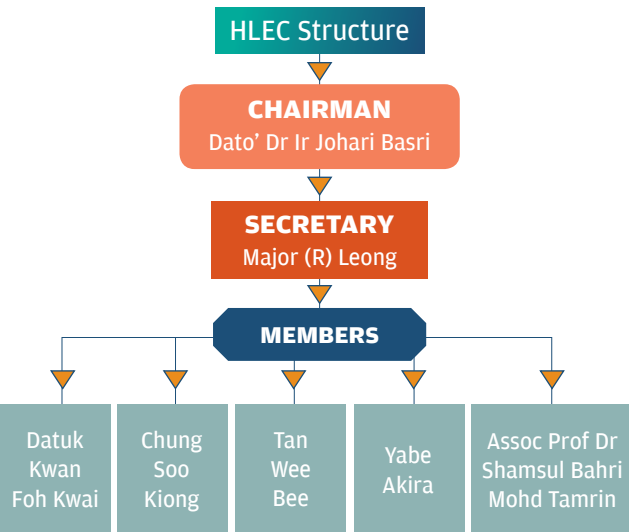 HLEC Structure
CHAIRMAN
Dato’ Dr Ir Johari Basri
SECRETARY
Major (R) Leong
MEMBERS
Datuk
Kwan
Foh Kwai
Chung
Soo
Kiong
Tan
Wee
Bee
Yabe
Akira
Assoc Prof Dr
Shamsul Bahri
Mohd Tamrin